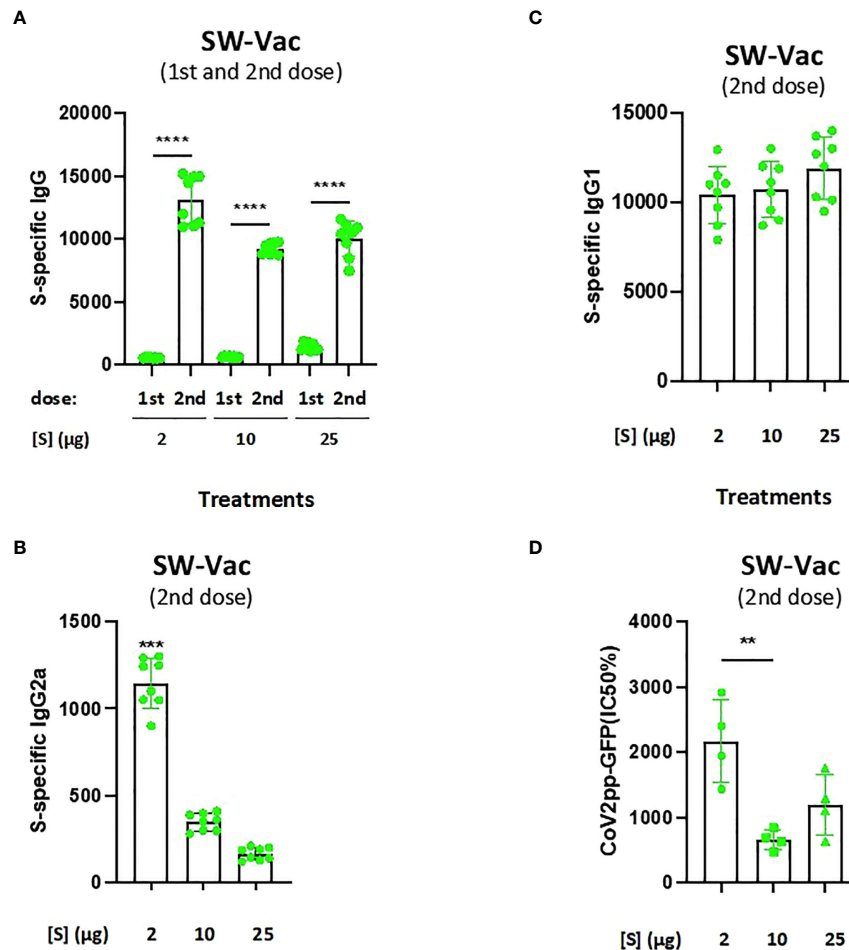 A
SW-Vac
(1st and 2nd dose)
20000
15000
10000
5000
0
S-specific IgG
****
****
****
dose: 1st 2nd 1st 2nd 1st 2nd
[S] (µg) 2 10 25
Treatments
B
SW-Vac
(2nd dose)
1500
1000
500
0
S-specific IgG2a
***
[S] (µg) 2 10 25
C
SW-Vac
(2nd dose)
15000
10000
5000
0
S-specific IgG1
[S] (µg) 2 10 25
Treatments
D
SW-Vac
(2nd dose)
4000
3000
2000
1000
0
CoV2pp-GFP(IC50%)
**
[S] (µg) 2 10 25